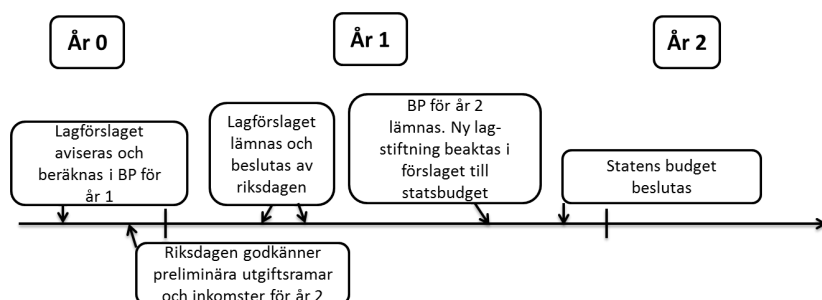 År 0
År 1
År 2
Lagförslaget
aviseras och
beräknas i BP för
år 1
Lagförslaget
lämnas och
beslutas av
riksdagen
BP för år 2
lämnas. Ny lag-
stiftning beaktas i
förslaget till
statsbudget
Statens budget
beslutas
Riksdagen godkänner
preliminära utgiftsramar
och inkomster för år 2